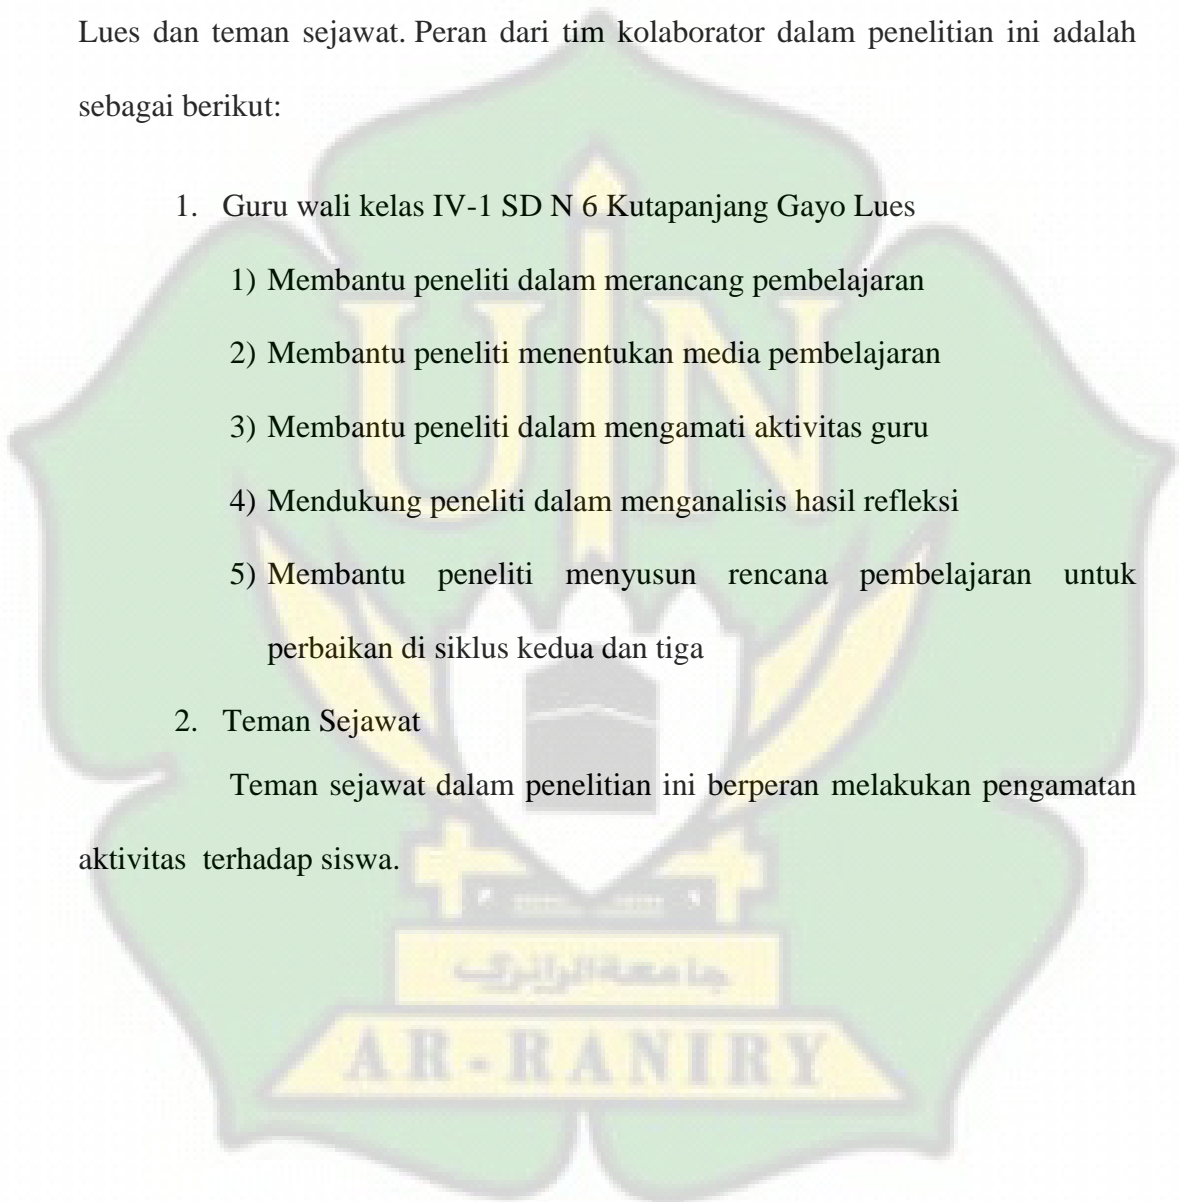 Lues dan teman sejawat. Peran dari tim kolaborator dalam penelitian ini adalah
sebagai berikut:
1. Guru wali kelas IV-1 SD N 6 Kutapanjang Gayo Lues
1) Membantu peneliti dalam merancang pembelajaran
2) Membantu peneliti menentukan media pembelajaran
3) Membantu peneliti dalam mengamati aktivitas guru
4) Mendukung peneliti dalam menganalisis hasil refleksi
5) Membantu peneliti menyusun rencana pembelajaran untuk
perbaikan di siklus kedua dan tiga
2. Teman Sejawat
Teman sejawat dalam penelitian ini berperan melakukan pengamatan
aktivitas terhadap siswa.
UIN
جامعة الرانري
AR-RANIRY